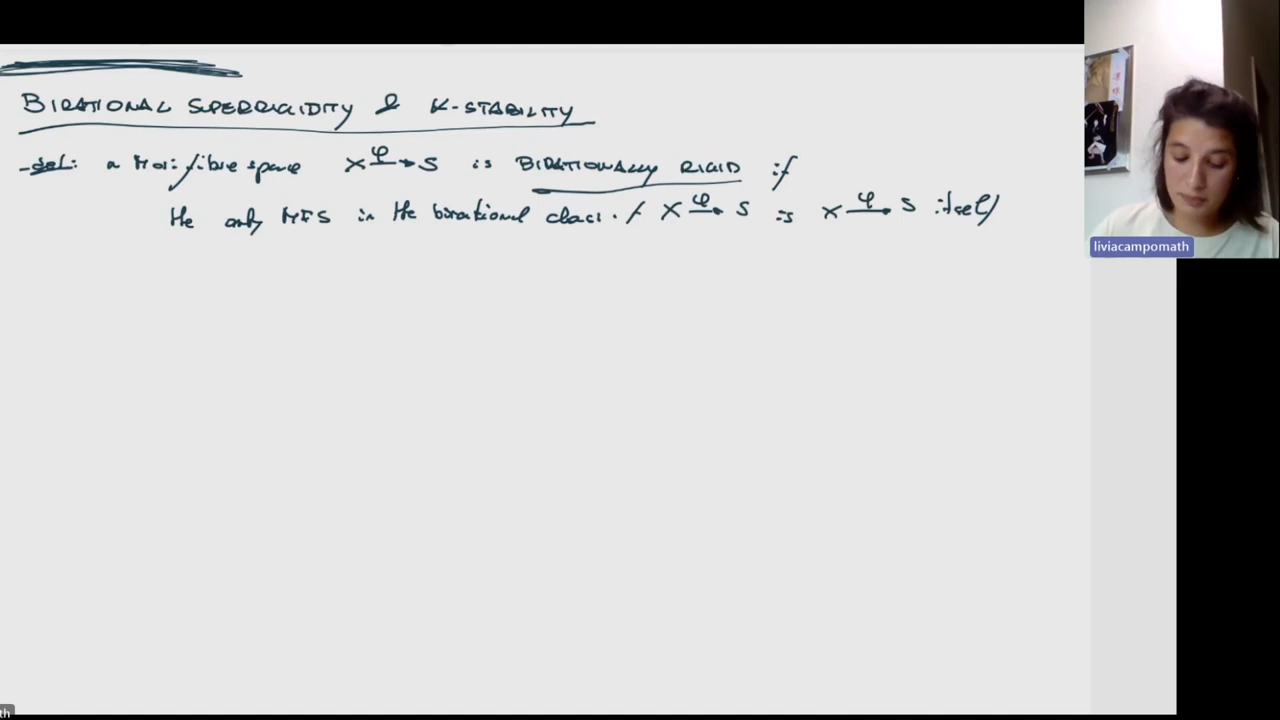 BIRATIONAL SUPERRIGIDITY & K-STABILITY
def: a Mori fibre space X φ→ S is BIRATIONALLY RIGID if
the only MFS in the birational class of X φ→ S is X φ→ S itself
liviacampomath
th